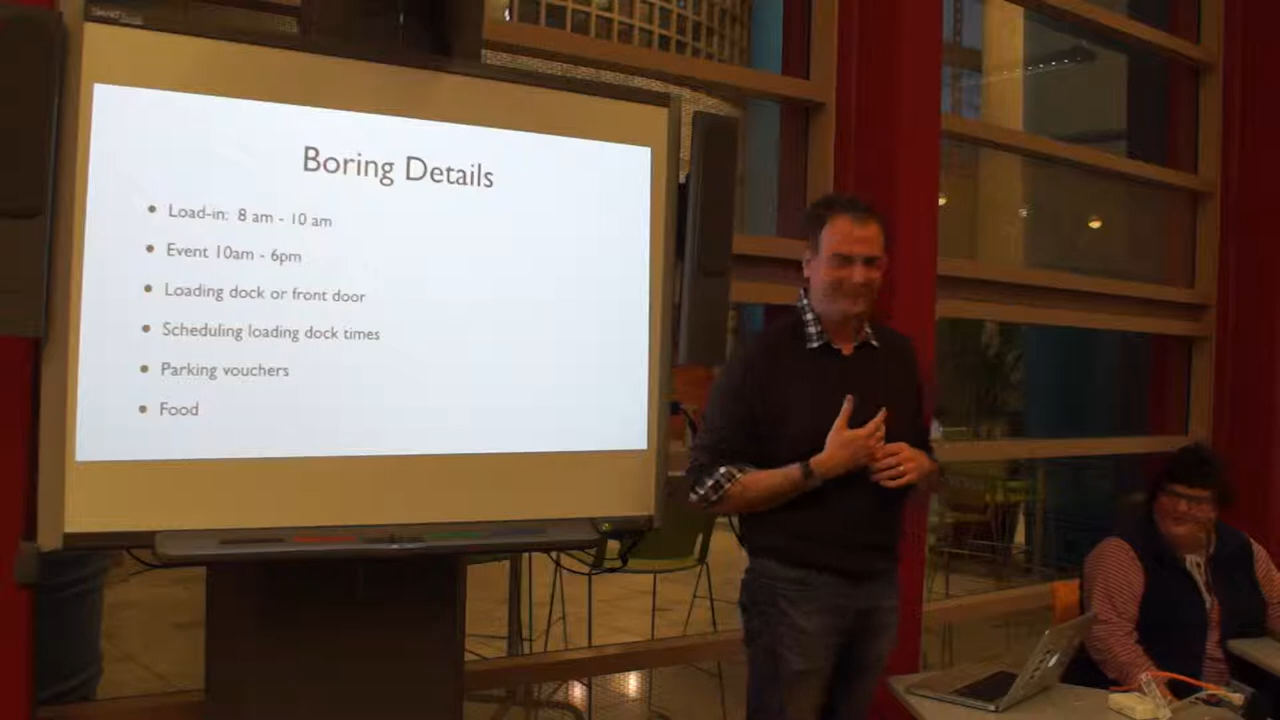 Boring Details
• Load-in: 8 am - 10 am
• Event 10am - 6pm
• Loading dock or front door
• Scheduling loading dock times
• Parking vouchers
• Food